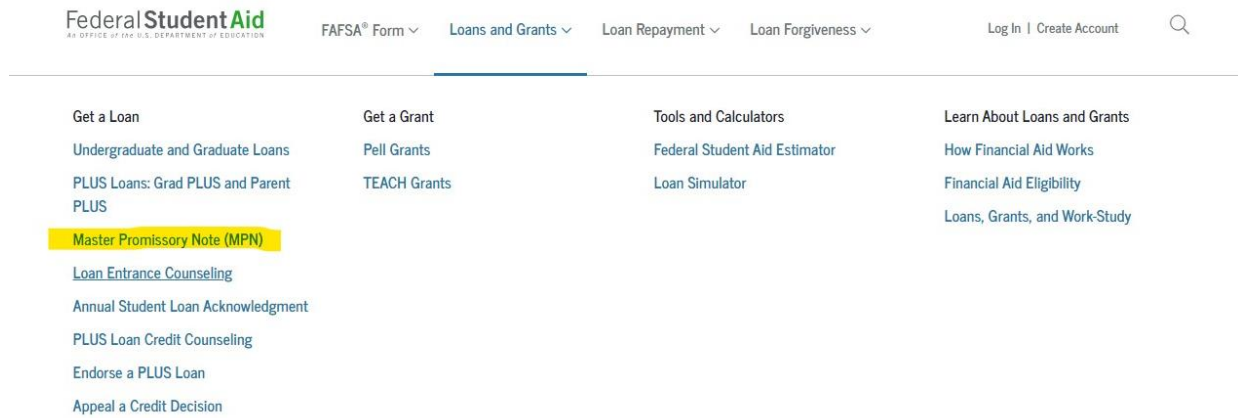 Federal Student Aid
An OFFICE of the U.S. DEPARTMENT of EDUCATION
FAFSA® Form
Loans and Grants
Loan Repayment
Loan Forgiveness
Log In | Create Account
Get a Loan
Undergraduate and Graduate Loans
PLUS Loans: Grad PLUS and Parent
PLUS
Master Promissory Note (MPN)
Loan Entrance Counseling
Annual Student Loan Acknowledgment
PLUS Loan Credit Counseling
Endorse a PLUS Loan
Appeal a Credit Decision
Get a Grant
Pell Grants
TEACH Grants
Tools and Calculators
Federal Student Aid Estimator
Loan Simulator
Learn About Loans and Grants
How Financial Aid Works
Financial Aid Eligibility
Loans, Grants, and Work-Study